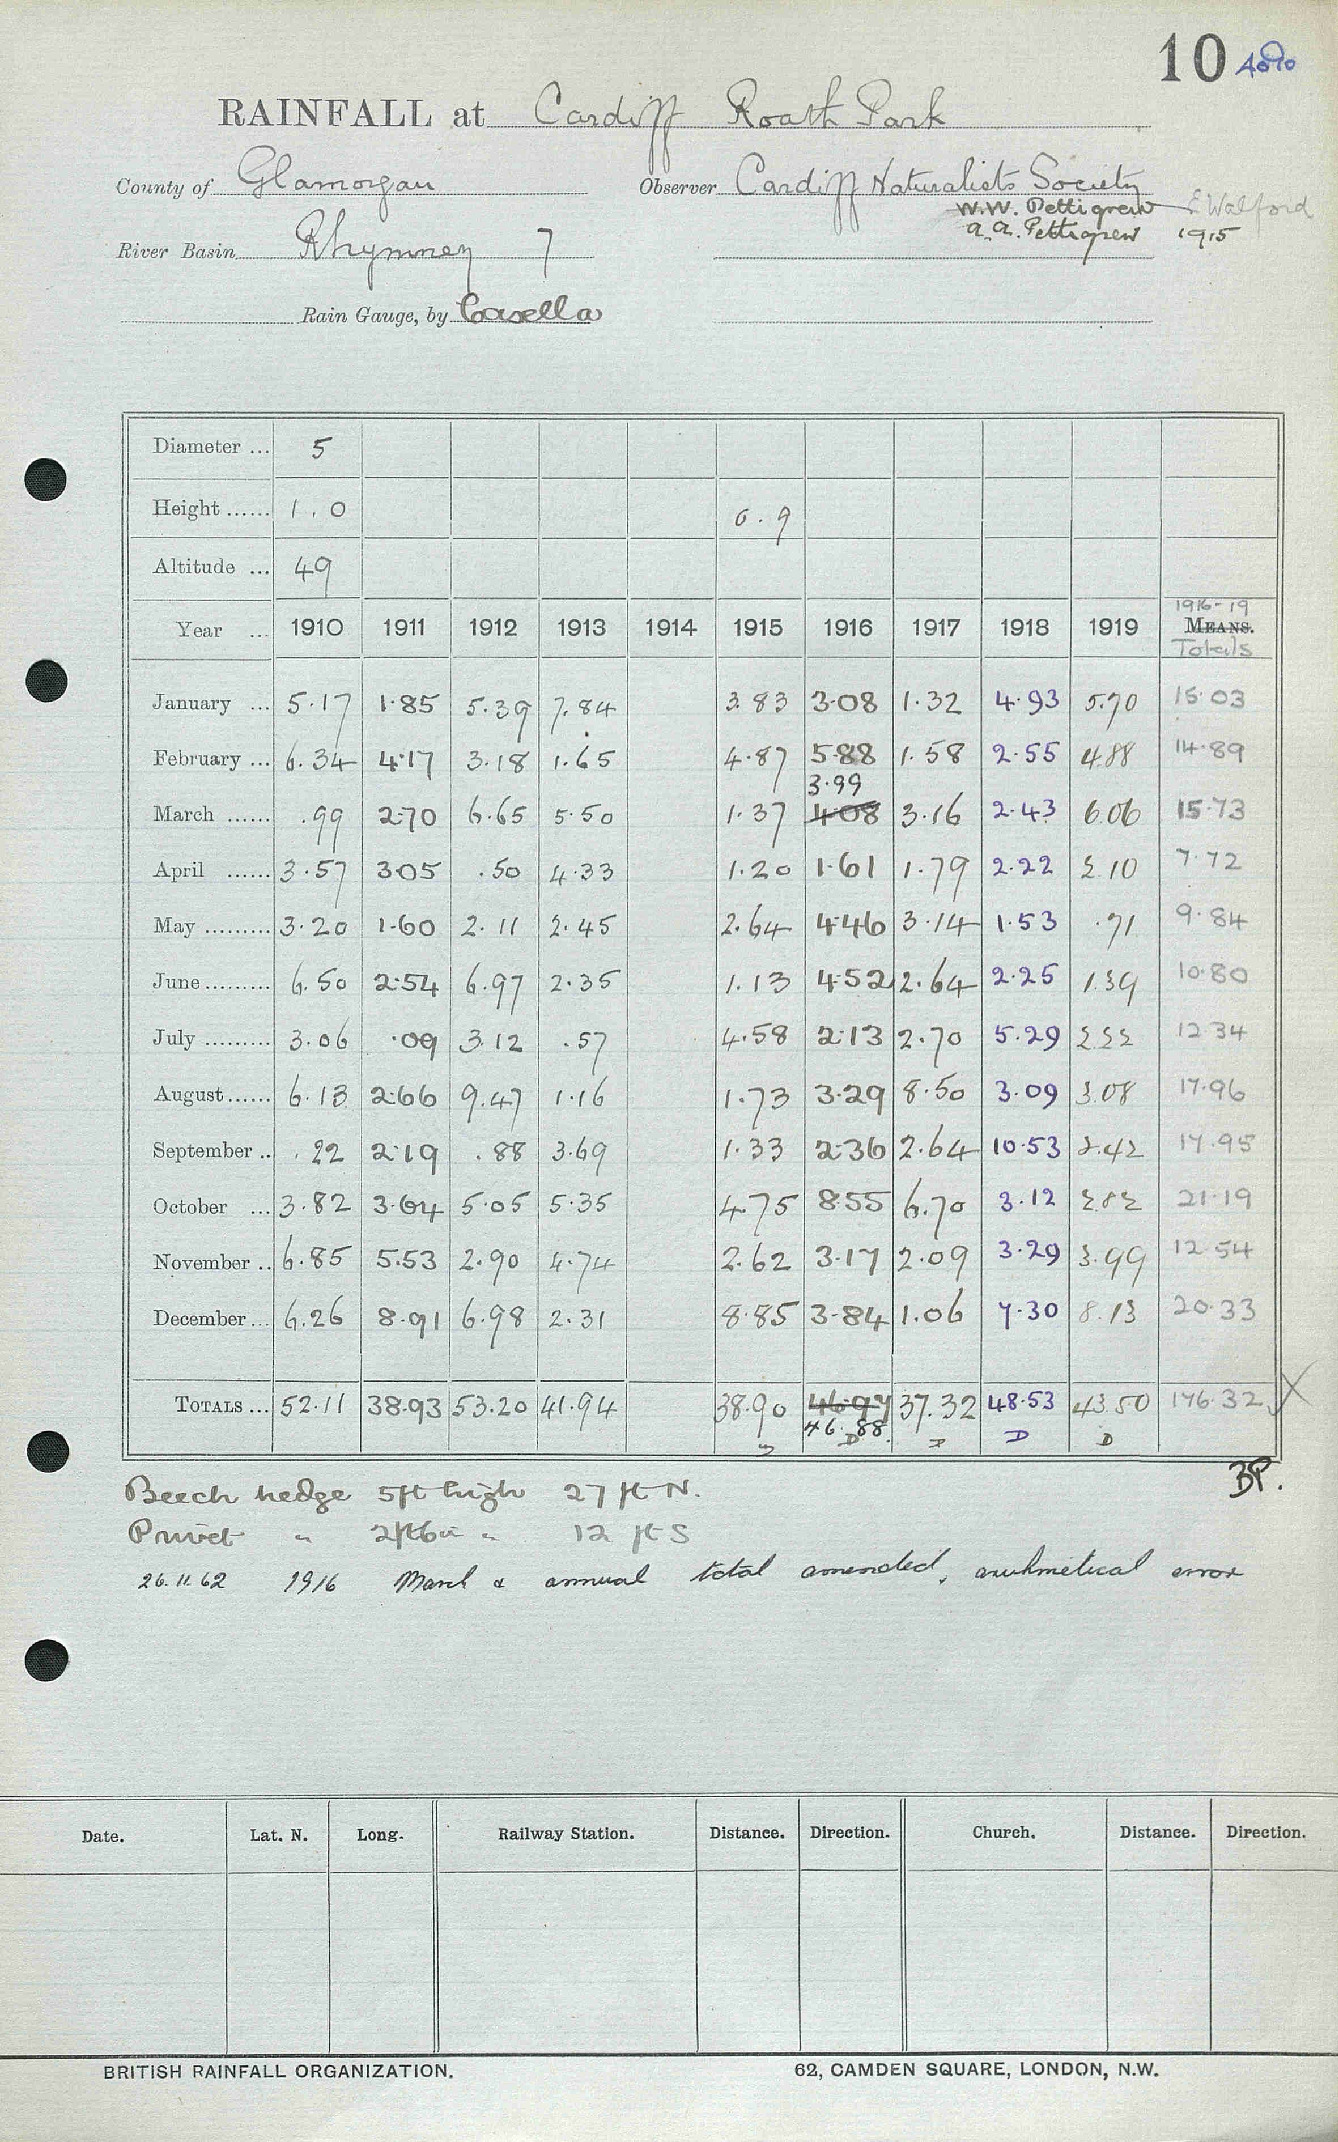 10 A010
RAINFALL at Cardiff Roath Park
County of Glamorgan Observer Cardiff Naturalists Society
W.W. Pettigrew E Walford
River Basin Rhymney 7 A.A. Pettigrew 1915
Rain Gauge, by Casella
Diameter ... 5
Height ...... 1.0 0.9
Altitude ... 49
1916-19
Year ... 1910 1911 1912 1913 1914 1915 1916 1917 1918 1919 MEANS.
Totals
January ... 5.17 1.85 5.39 7.84 3.83 3.08 1.32 4.93 5.70 15.03
February ... 6.34 4.17 3.18 1.65 4.87 5.88 1.58 2.55 4.88 14.89
3.99
March ...... .99 2.70 6.65 5.50 1.37 4.08 3.16 2.43 6.06 15.73
April ...... 3.57 3.05 .50 4.33 1.20 1.61 1.79 2.22 2.10 7.72
May ......... 3.20 1.60 2.11 2.45 2.64 4.46 3.14 1.53 .71 9.84
June ......... 6.50 2.54 6.97 2.35 1.13 4.52 2.64 2.25 1.39 10.80
July ......... 3.06 .09 3.12 .57 4.58 2.13 2.70 5.29 2.22 12.34
August ...... 6.13 2.66 9.47 1.16 1.73 3.29 8.50 3.09 3.08 17.96
September .. .22 2.19 .88 3.69 1.33 2.36 2.64 10.53 2.42 17.95
October ... 3.82 3.64 5.05 5.35 4.75 8.55 6.70 3.12 2.82 21.19
November .. 6.85 5.53 2.90 4.74 2.62 3.17 2.09 3.29 3.99 12.54
December ... 6.26 8.91 6.98 2.31 8.85 3.84 1.06 7.30 8.13 20.33
TOTALS ... 52.11 38.93 53.20 41.94 38.90 46.97 37.32 48.53 43.50 176.32 X
46.88
D D D D D
BP.
Beech hedge 5ft high 27 ft N.
Privet " 2ft6in " 12 ft S
26.11.62 1916 March & annual total amended, arithmetical error
Date. Lat. N. Long. Railway Station. Distance. Direction. Church. Distance. Direction.
BRITISH RAINFALL ORGANIZATION. 62, CAMDEN SQUARE, LONDON, N.W.